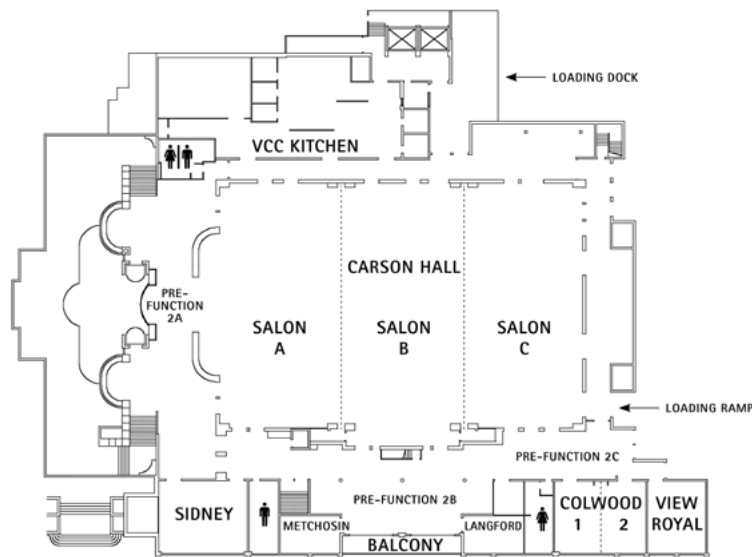 LOADING DOCK
VCC KITCHEN
CARSON HALL
PRE-
FUNCTION
2A
SALON
A
SALON
B
SALON
C
LOADING RAMP
PRE-FUNCTION 2C
SIDNEY
METCHOSIN
PRE-FUNCTION 2B
LANGFORD
COLWOOD
1 2
VIEW
ROYAL
BALCONY